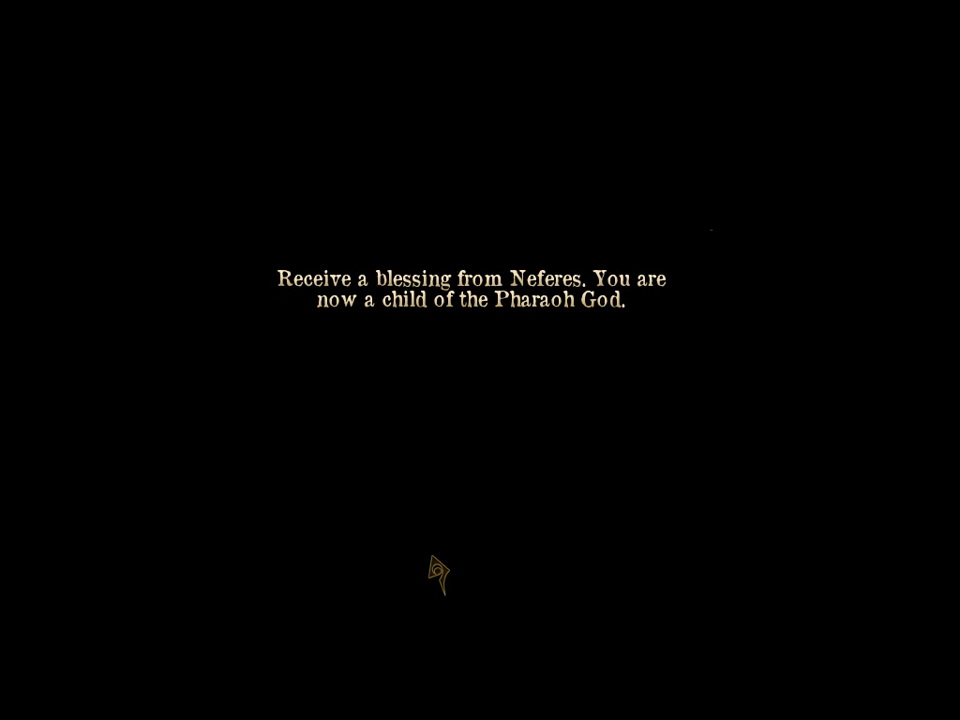 Receive a blessing from Neferes. You are
now a child of the Pharaoh God.